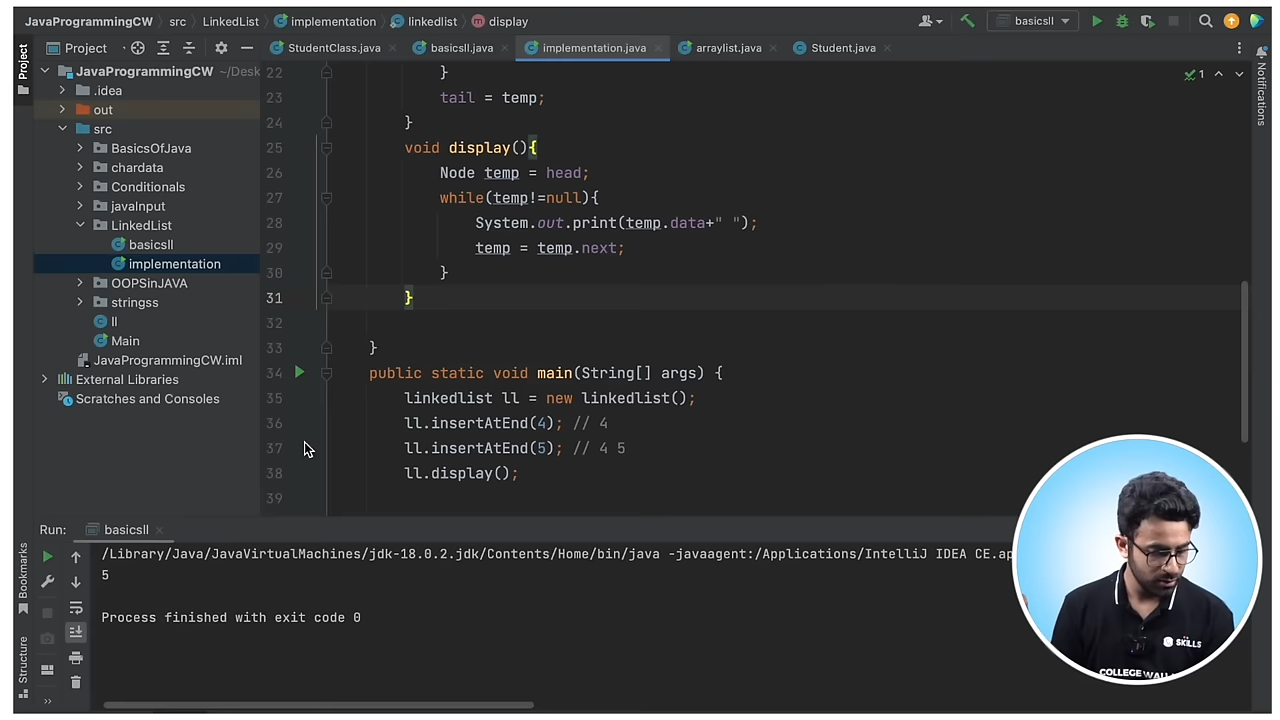 JavaProgrammingCW
src
LinkedList
implementation
linkedlist
display
basicsll
Project
StudentClass.java
basicsll.java
implementation.java
arraylist.java
Student.java
Project
Notifications
JavaProgrammingCW ~/Desk
.idea
out
src
BasicsOfJava
chardata
Conditionals
javaInput
LinkedList
basicsll
implementation
OOPSinJAVA
stringss
ll
Main
JavaProgrammingCW.iml
External Libraries
Scratches and Consoles
1
22 }
23 tail = temp;
24 }
25 void display(){
26 Node temp = head;
27 while(temp!=null){
28 System.out.print(temp.data+" ");
29 temp = temp.next;
30 }
31 }
32
33 }
34 public static void main(String[] args) {
35 linkedlist ll = new linkedlist();
36 ll.insertAtEnd(4); // 4
37 ll.insertAtEnd(5); // 4 5
38 ll.display();
39
Run: basicsll
/Library/Java/JavaVirtualMachines/jdk-18.0.2.jdk/Contents/Home/bin/java -javaagent:/Applications/IntelliJ IDEA CE.ap
5
Process finished with exit code 0
Bookmarks
Structure
SKILLS
COLLEGE WALL